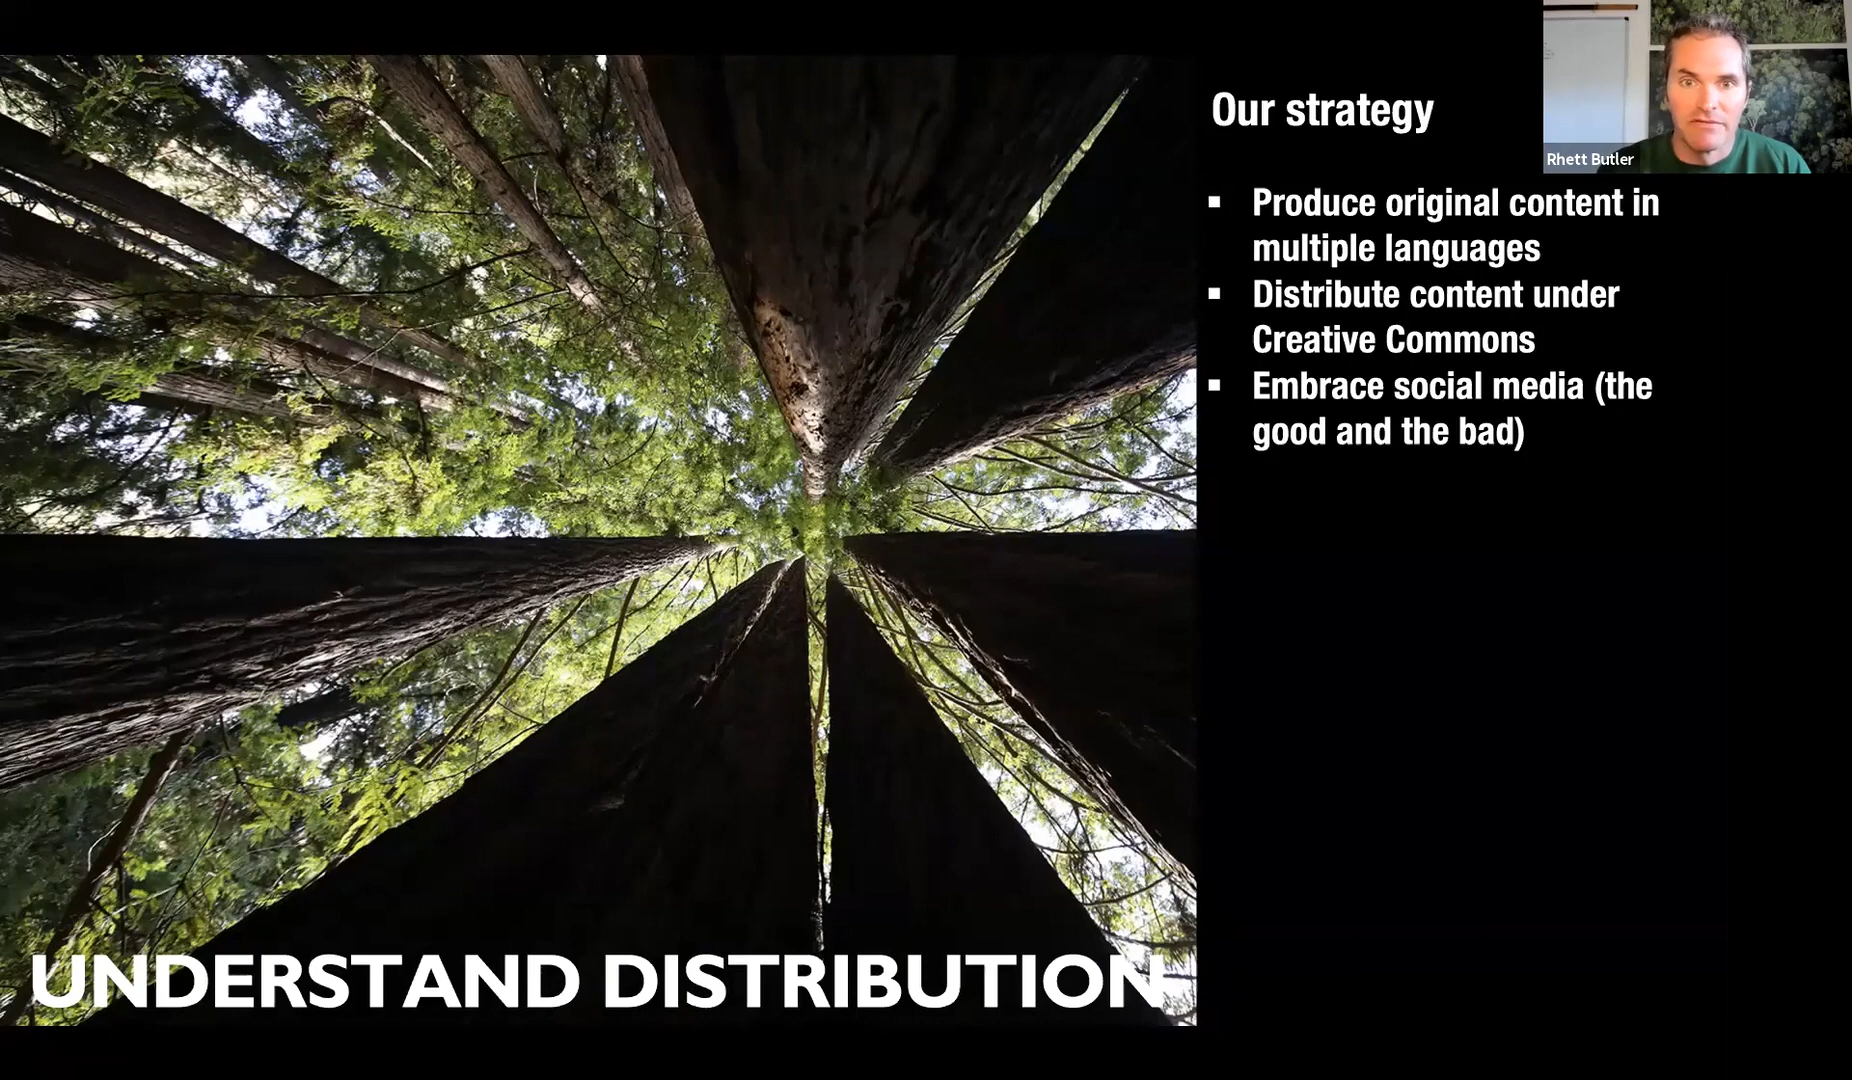 Our strategy
Rhett Butler
▪ Produce original content in
multiple languages
▪ Distribute content under
Creative Commons
▪ Embrace social media (the
good and the bad)
UNDERSTAND DISTRIBUTION